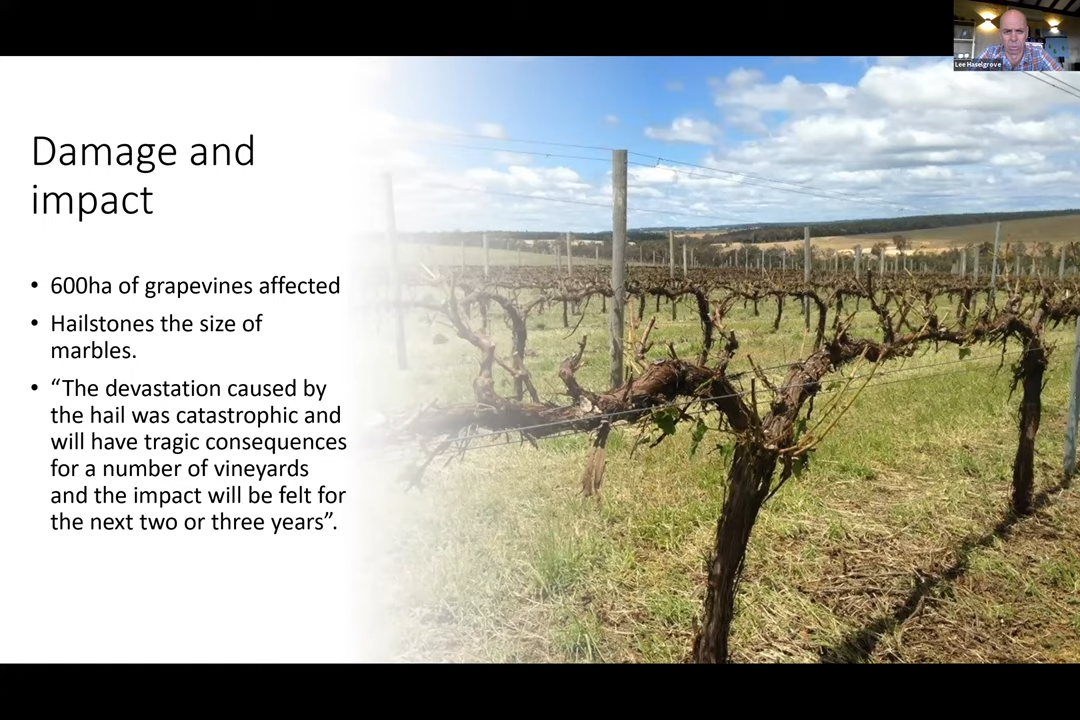 Lee Haselgrove
Damage and
impact
• 600ha of grapevines affected
• Hailstones the size of
marbles.
• “The devastation caused by
the hail was catastrophic and
will have tragic consequences
for a number of vineyards
and the impact will be felt for
the next two or three years”.